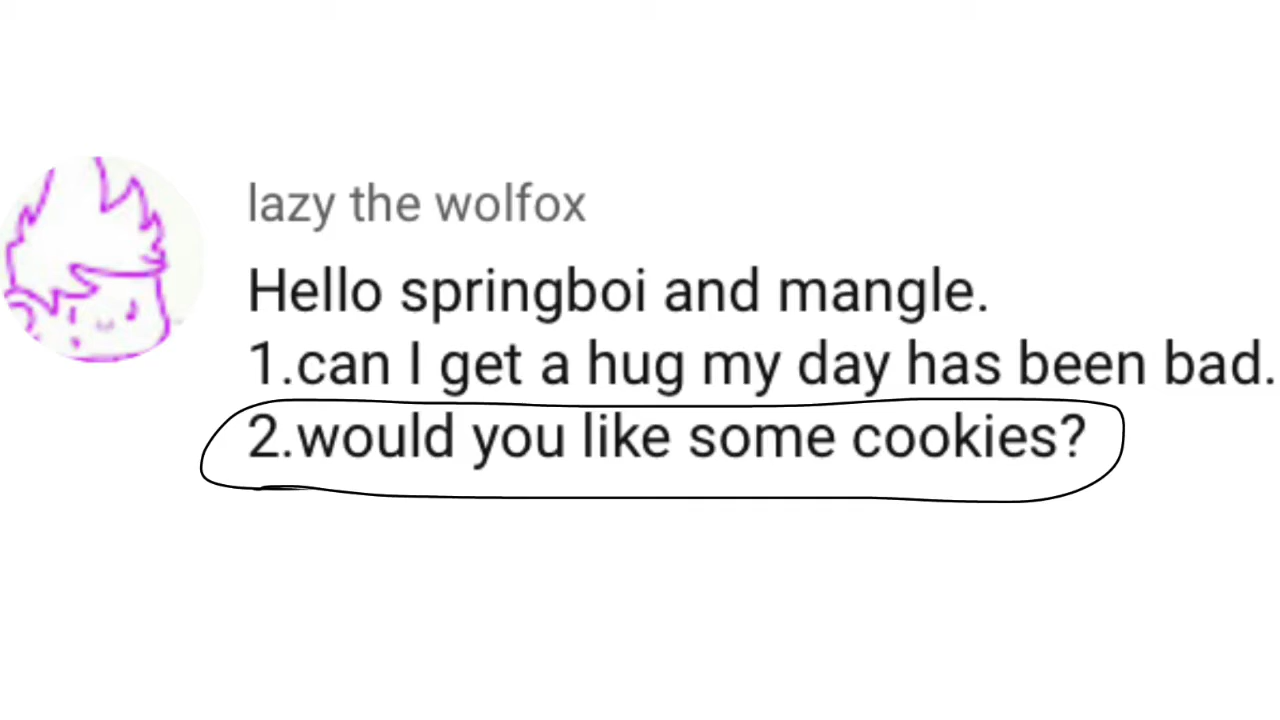 lazy the wolfox
Hello springboi and mangle.
1.can I get a hug my day has been bad.
2.would you like some cookies?